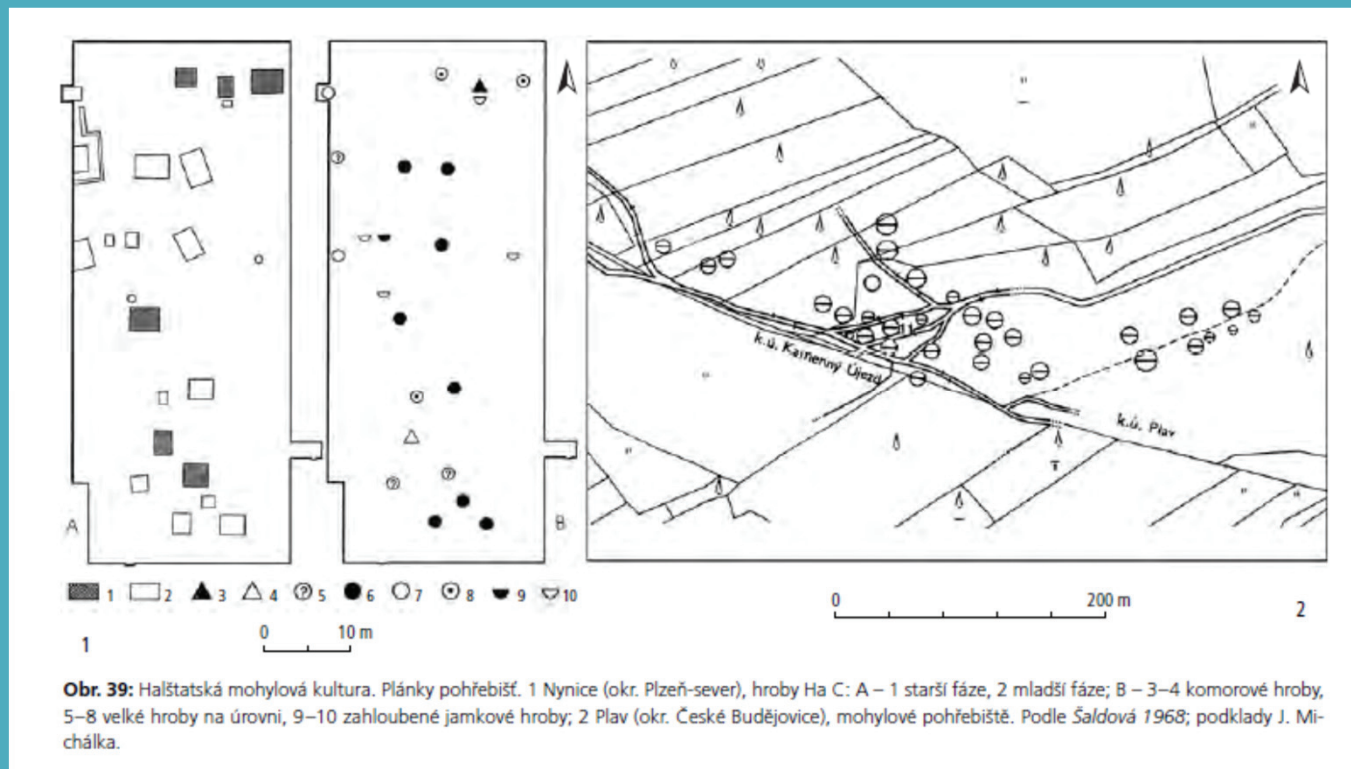 A
B
1 2 3 4 5 6 7 8 9 10
0 10 m
1
k.ú. Kamenný Újezd
k.ú. Plav
0 200 m
2
Obr. 39: Halštatská mohylová kultura. Plánky pohřebišť. 1 Nynice (okr. Plzeň-sever), hroby Ha C: A – 1 starší fáze, 2 mladší fáze; B – 3–4 komorové hroby,
5–8 velké hroby na úrovni, 9–10 zahloubené jamkové hroby; 2 Plav (okr. České Budějovice), mohylové pohřebiště. Podle Šaldová 1968; podklady J. Mi-
chálka.